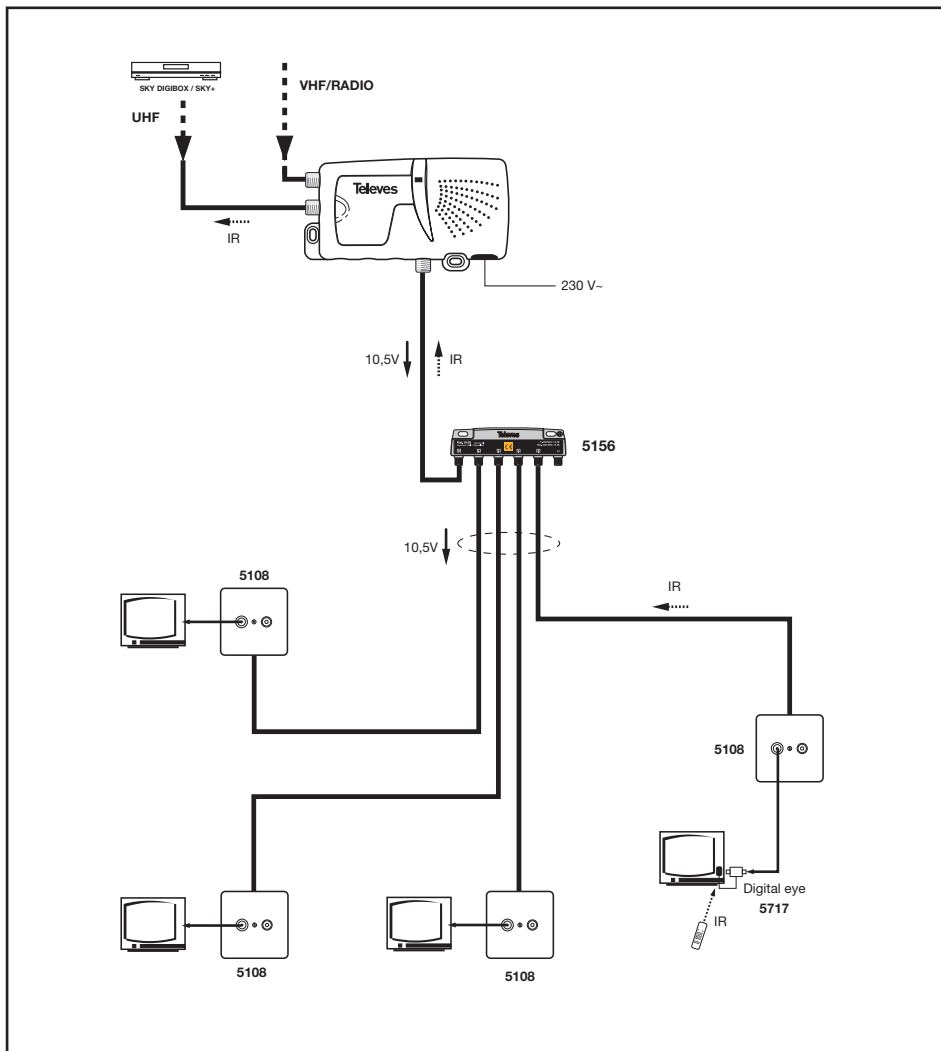 SKY DIGIBOX / SKY+
VHF/RADIO
UHF
Televes
IR
230 V~
10,5V
IR
Televes
5156
10,5V
5108
IR
5108
Digital eye
5717
IR
5108
5108